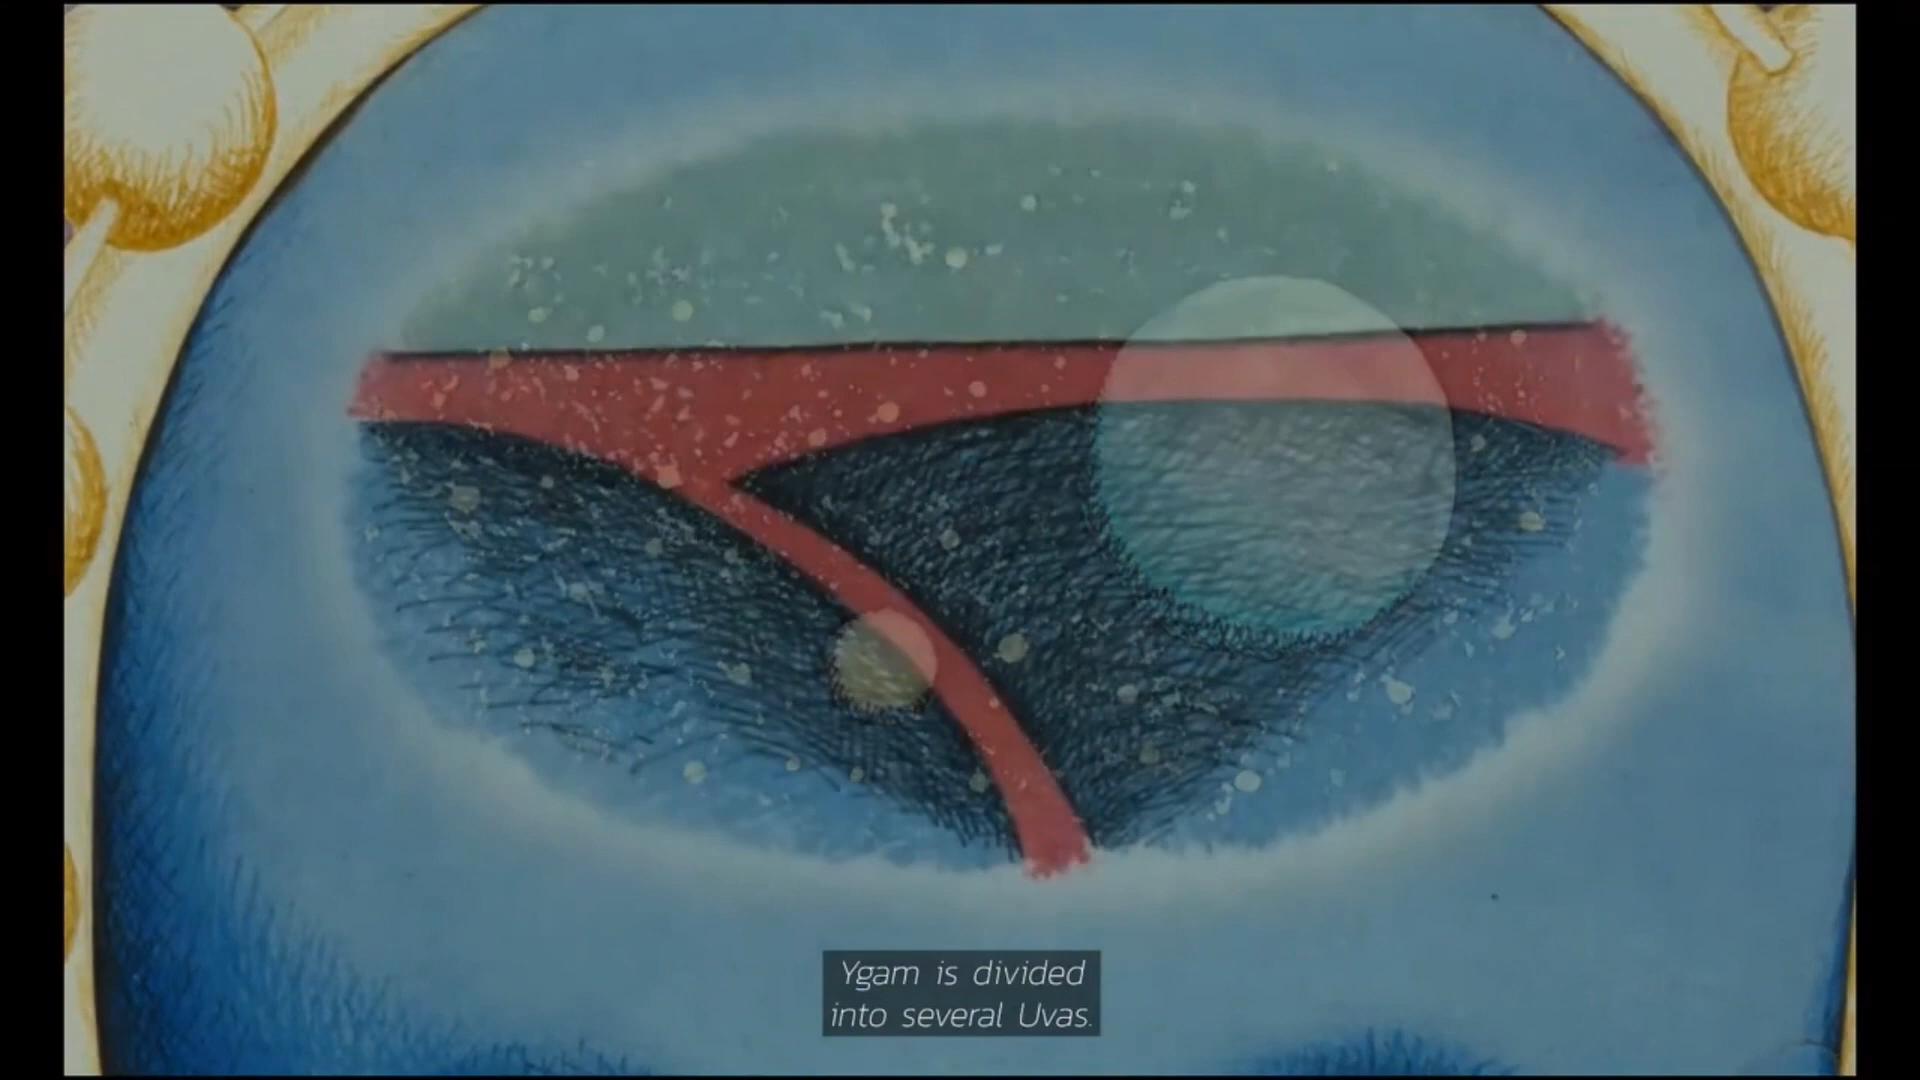 Ygam is divided
into several Uvas.